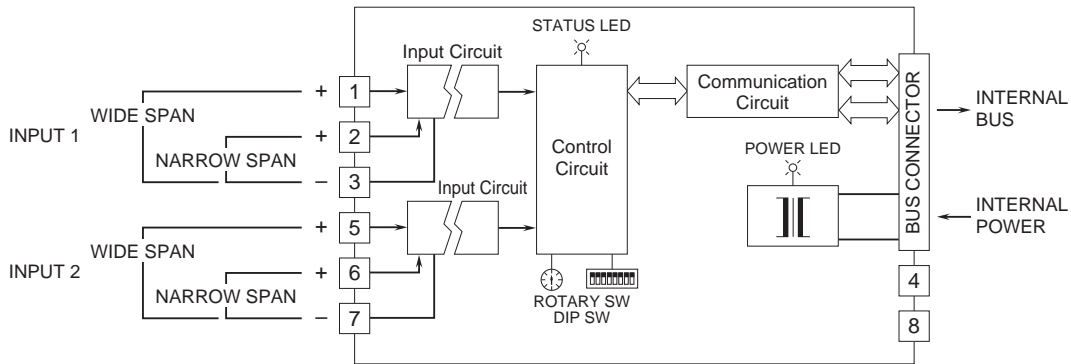 STATUS LED
Input Circuit
INPUT 1
WIDE SPAN
NARROW SPAN
+ 1
+ 2
– 3
Control
Circuit
Communication
Circuit
BUS CONNECTOR
INTERNAL
BUS
POWER LED
INTERNAL
POWER
Input Circuit
INPUT 2
WIDE SPAN
NARROW SPAN
+ 5
+ 6
– 7
ROTARY SW
DIP SW
4
8